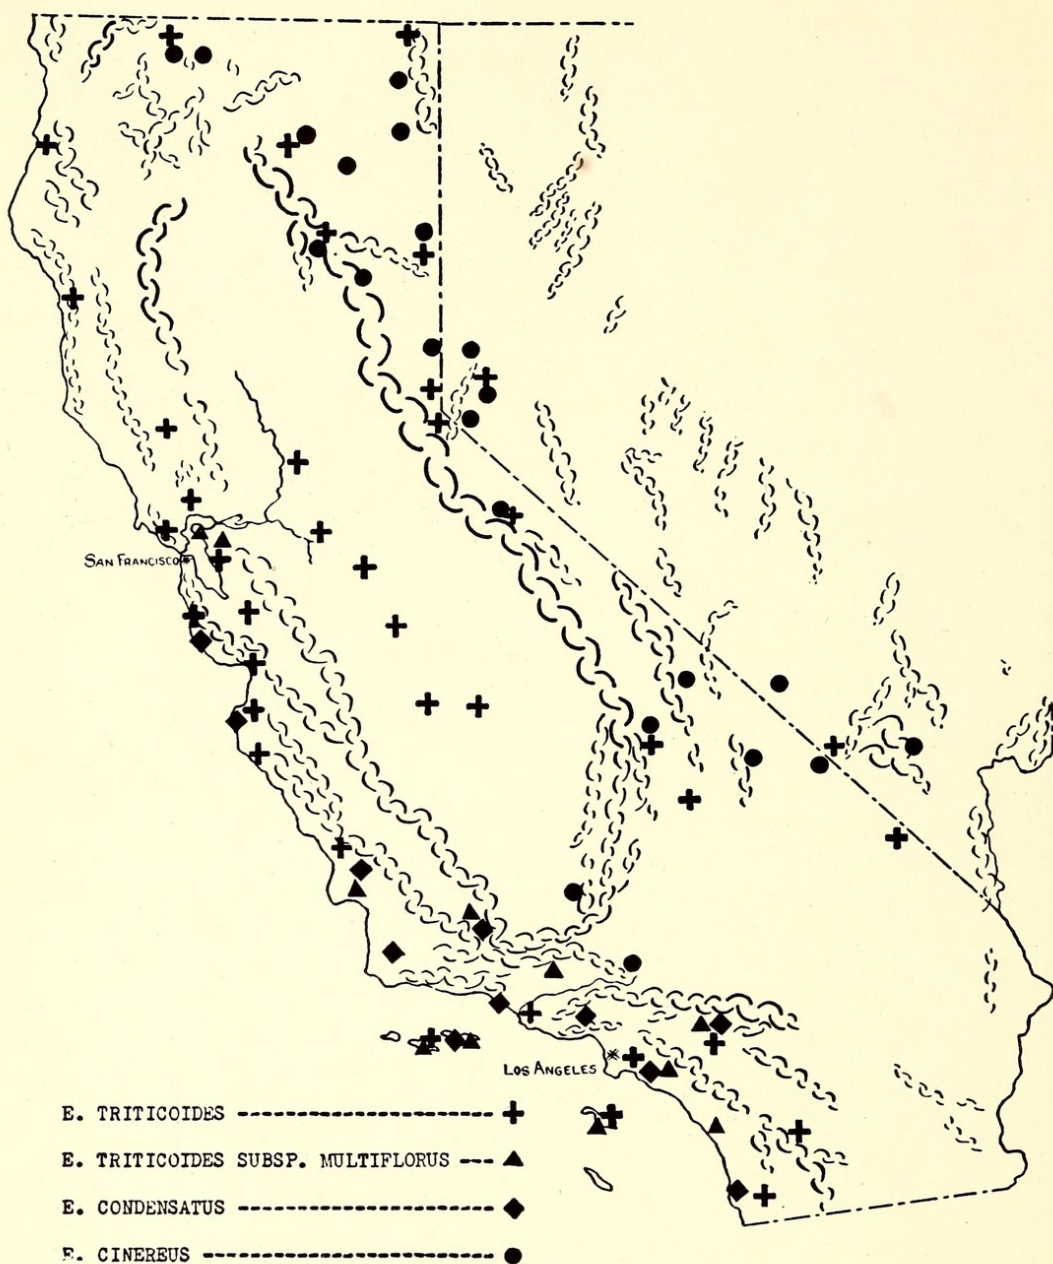 SAN FRANCISCO
LOS ANGELES
E. TRITICOIDES
E. TRITICOIDES SUBSP. MULTIFLORUS
E. CONDENSATUS
E. CINEREUS